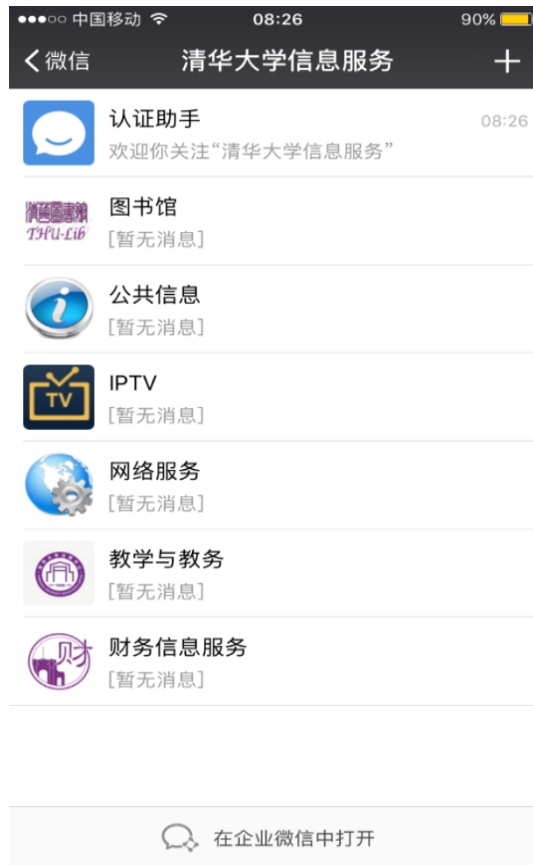 中国移动 08:26 90%
微信 清华大学信息服务
认证助手 08:26
欢迎你关注“清华大学信息服务”
THU-Lib
图书馆
[暂无消息]
公共信息
[暂无消息]
TV
IPTV
[暂无消息]
网络服务
[暂无消息]
教学与教务
[暂无消息]
财
财务信息服务
[暂无消息]
在企业微信中打开